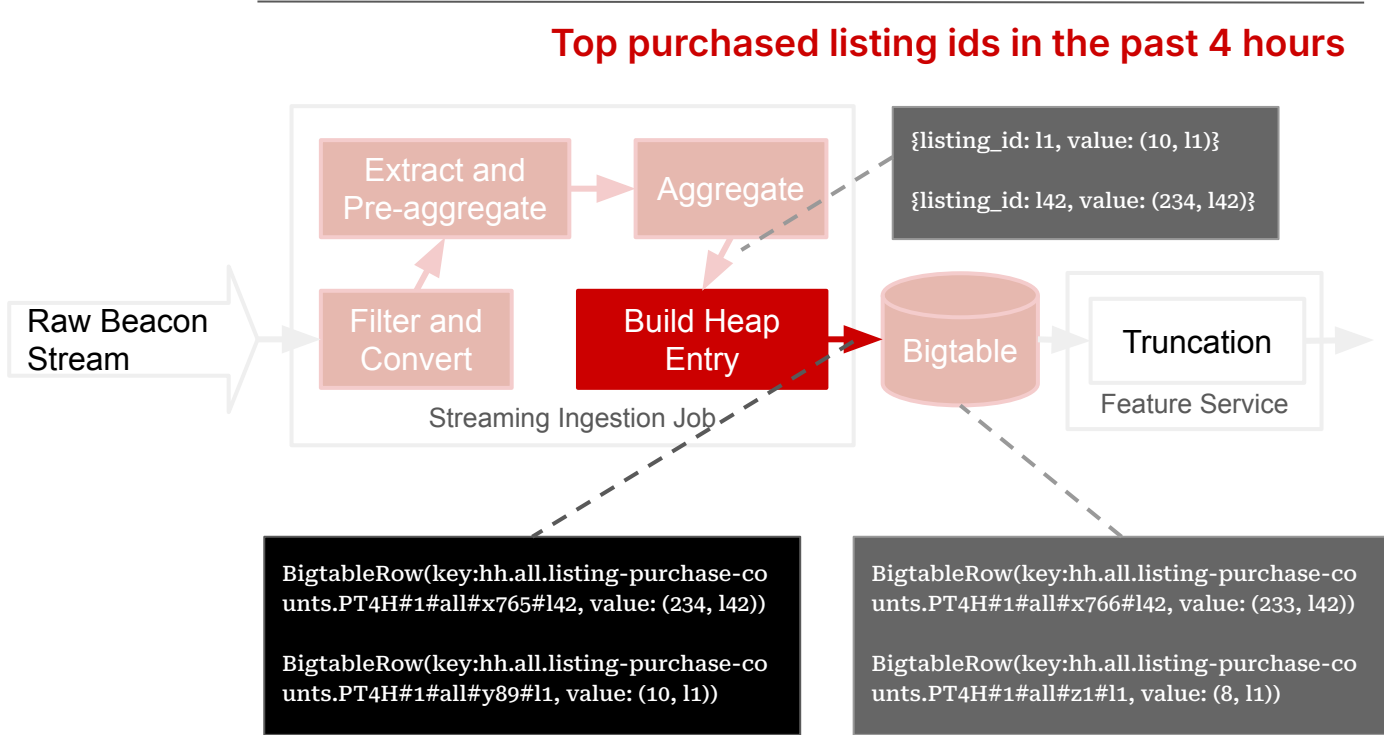 Top purchased listing ids in the past 4 hours
{listing_id: l1, value: (10, l1)}
{listing_id: l42, value: (234, l42)}
Extract and
Pre-aggregate
Aggregate
Raw Beacon
Stream
Filter and
Convert
Build Heap
Entry
Bigtable
Truncation
Feature Service
Streaming Ingestion Job
BigtableRow(key:hh.all.listing-purchase-co
unts.PT4H#1#all#x765#l42, value: (234, l42))
BigtableRow(key:hh.all.listing-purchase-co
unts.PT4H#1#all#y89#l1, value: (10, l1))
BigtableRow(key:hh.all.listing-purchase-co
unts.PT4H#1#all#x766#l42, value: (233, l42))
BigtableRow(key:hh.all.listing-purchase-co
unts.PT4H#1#all#z1#l1, value: (8, l1))